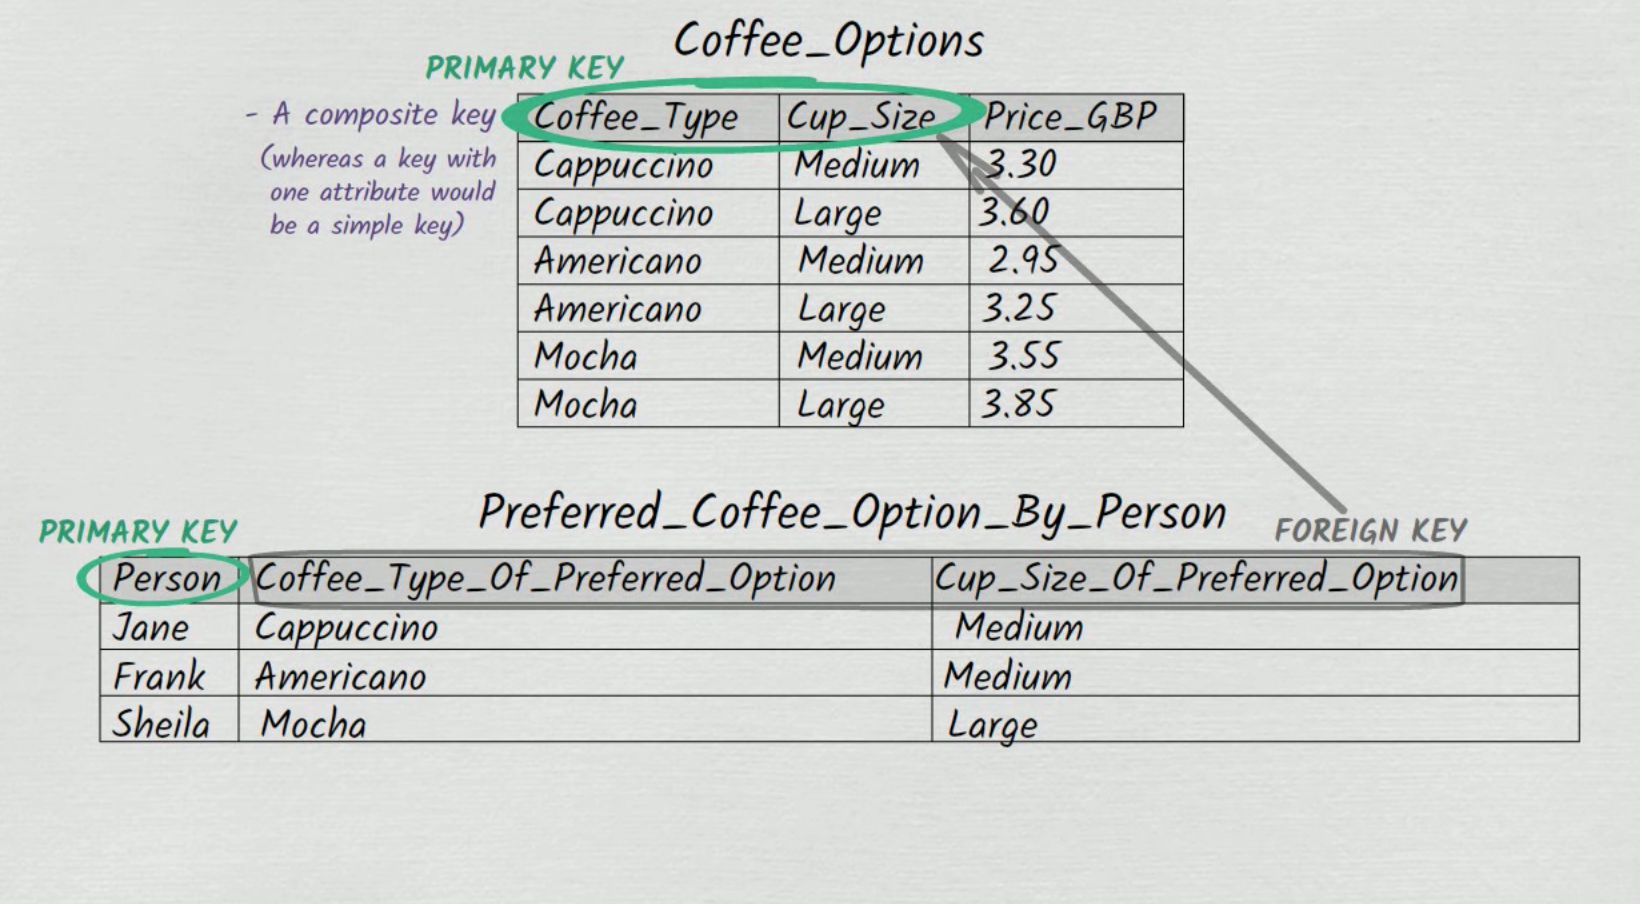 Coffee_Options
PRIMARY KEY
- A composite key
(whereas a key with
one attribute would
be a simple key)
Coffee_Type Cup_Size Price_GBP
Cappuccino Medium 3.30
Cappuccino Large 3.60
Americano Medium 2.95
Americano Large 3.25
Mocha Medium 3.55
Mocha Large 3.85
Preferred_Coffee_Option_By_Person
PRIMARY KEY
FOREIGN KEY
Person Coffee_Type_Of_Preferred_Option Cup_Size_Of_Preferred_Option
Jane Cappuccino Medium
Frank Americano Medium
Sheila Mocha Large